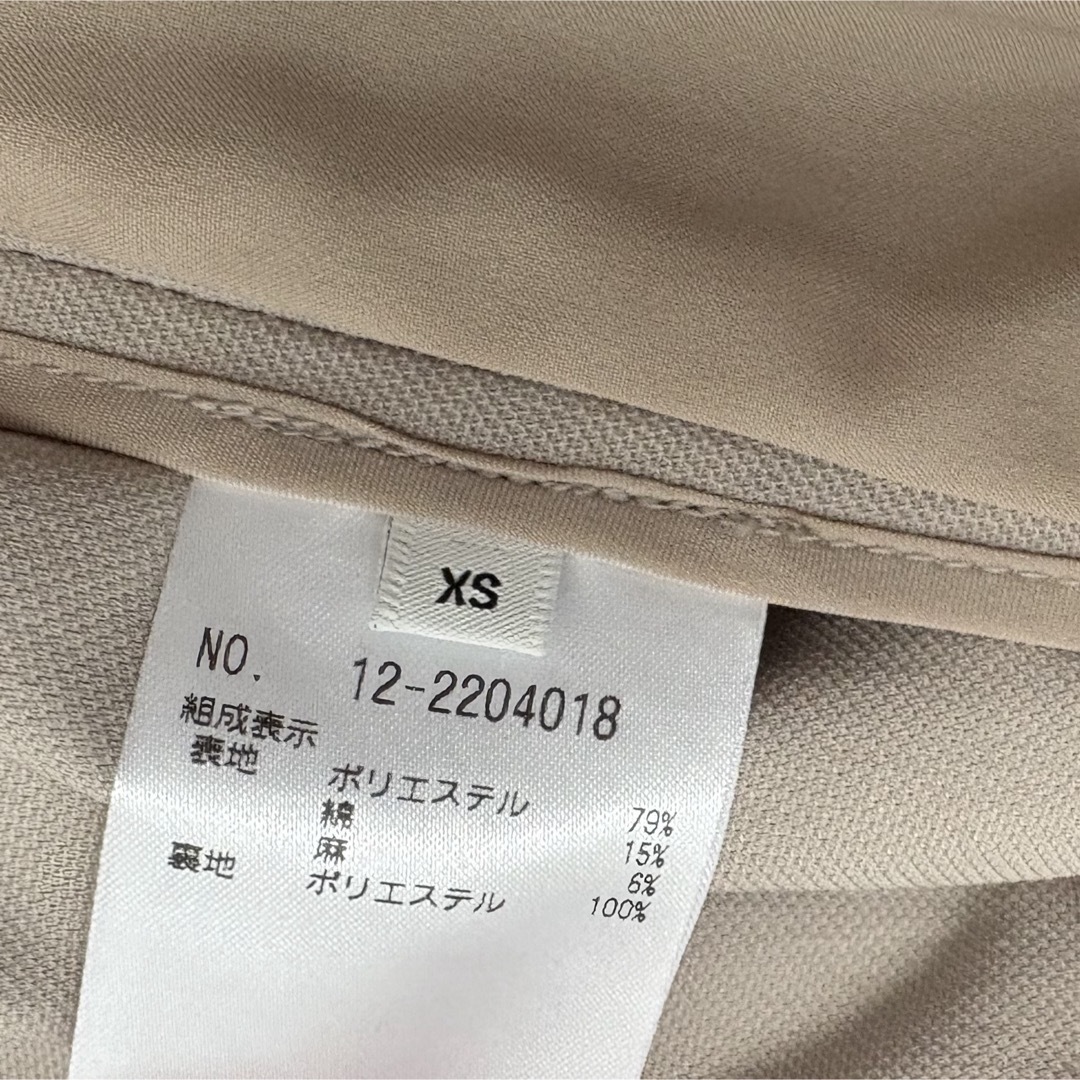 XS
NO. 12-2204018
組成表示
表地 ポリエステル 79%
綿 15%
麻 6%
裏地 ポリエステル 100%